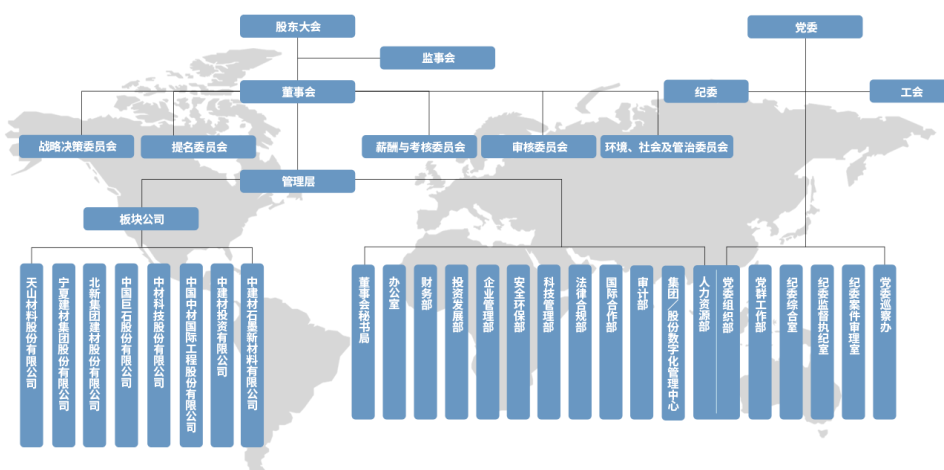 股东大会
党委
监事会
董事会
纪委
工会
战略决策委员会
提名委员会
薪酬与考核委员会
审核委员会
环境、社会及管治委员会
管理层
板块公司
天山材料股份有限公司
宁夏建材集团股份有限公司
北新集团建材股份有限公司
中国巨石股份有限公司
中材科技股份有限公司
中国中材国际工程股份有限公司
中建材投资有限公司
中建材石墨新材料有限公司
董事会秘书局
办公室
财务部
投资发展部
企业管理部
安全环保部
科技管理部
法律合规部
国际合作部
审计部
集团／股份数字化管理中心
人力资源部
党委组织部
党群工作部
纪委综合室
纪委监督执纪室
纪委案件审理室
党委巡察办